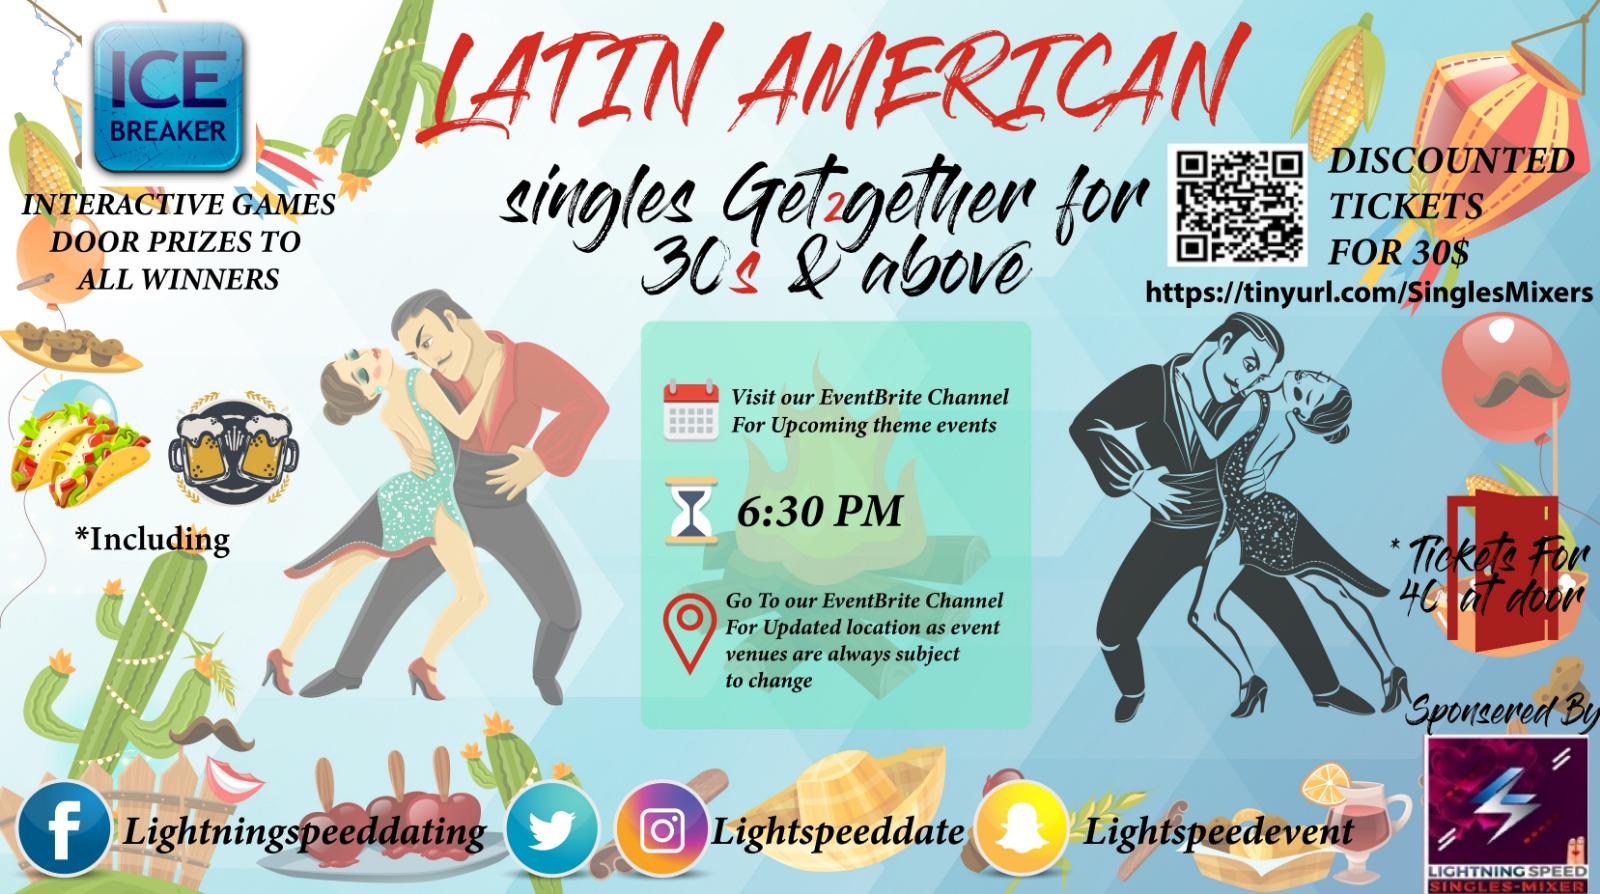 ICE
BREAKER
INTERACTIVE GAMES
DOOR PRIZES TO
ALL WINNERS
LATIN AMERICAN
singles Get2gether for
30s & above
DISCOUNTED
TICKETS
FOR 30$
https://tinyurl.com/SinglesMixers
*Including
Visit our EventBrite Channel
For Upcoming theme events
6:30 PM
Go To our EventBrite Channel
For Updated location as event
venues are always subject
to change
* Tickets For
40 at door
Sponsered By
LIGHTNING SPEED
SINGLES-MIXER
Lightningspeeddating
Lightspeeddate
Lightspeedevent